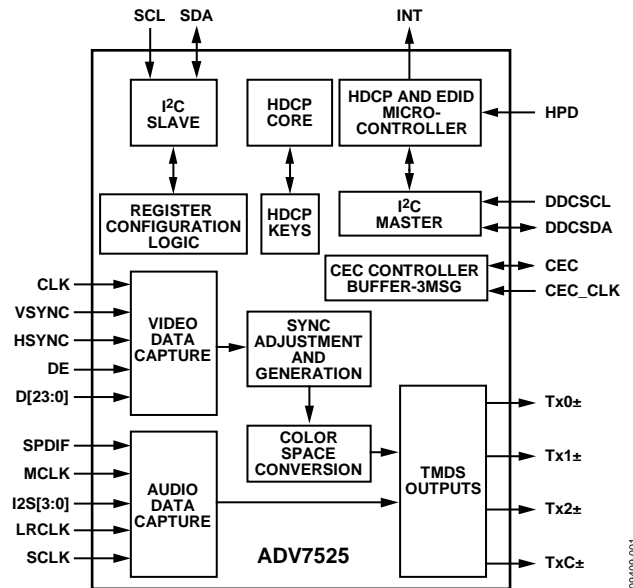 SCL SDA INT
I²C
SLAVE
HDCP
CORE
HDCP AND EDID
MICRO-
CONTROLLER
HPD
REGISTER
CONFIGURATION
LOGIC
HDCP
KEYS
I²C
MASTER
DDCSCL
DDCSDA
CEC CONTROLLER
BUFFER-3MSG
CEC
CEC_CLK
CLK
VSYNC
HSYNC
DE
D[23:0]
VIDEO
DATA
CAPTURE
SYNC
ADJUSTMENT
AND
GENERATION
COLOR
SPACE
CONVERSION
TMDS
OUTPUTS
Tx0±
Tx1±
Tx2±
TxC±
SPDIF
MCLK
I2S[3:0]
LRCLK
SCLK
AUDIO
DATA
CAPTURE
ADV7525